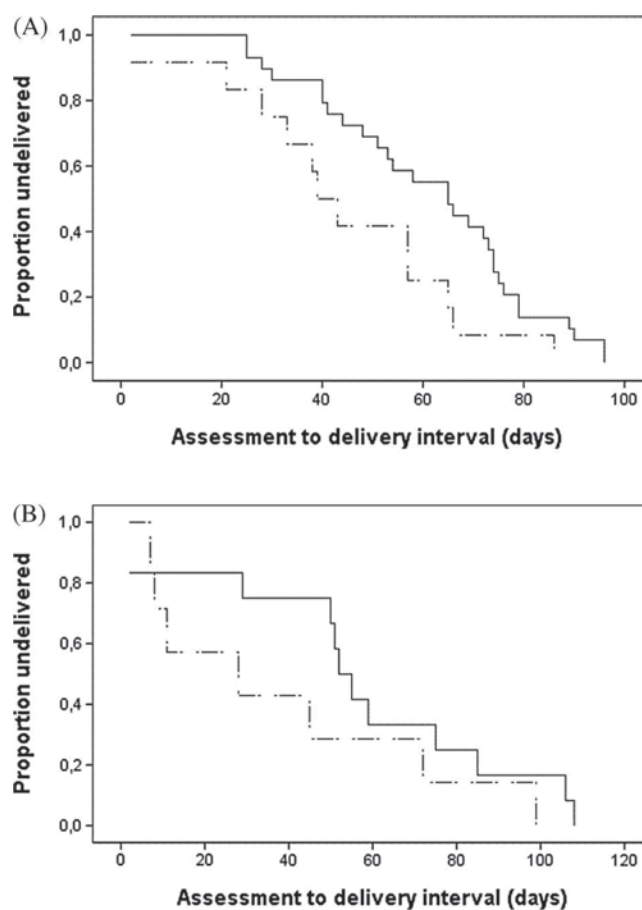 (A)
Proportion undelivered
1,0
0,8
0,6
0,4
0,2
0,0
0 20 40 60 80 100
Assessment to delivery interval (days)
(B)
Proportion undelivered
1,0
0,8
0,6
0,4
0,2
0,0
0 20 40 60 80 100 120
Assessment to delivery interval (days)